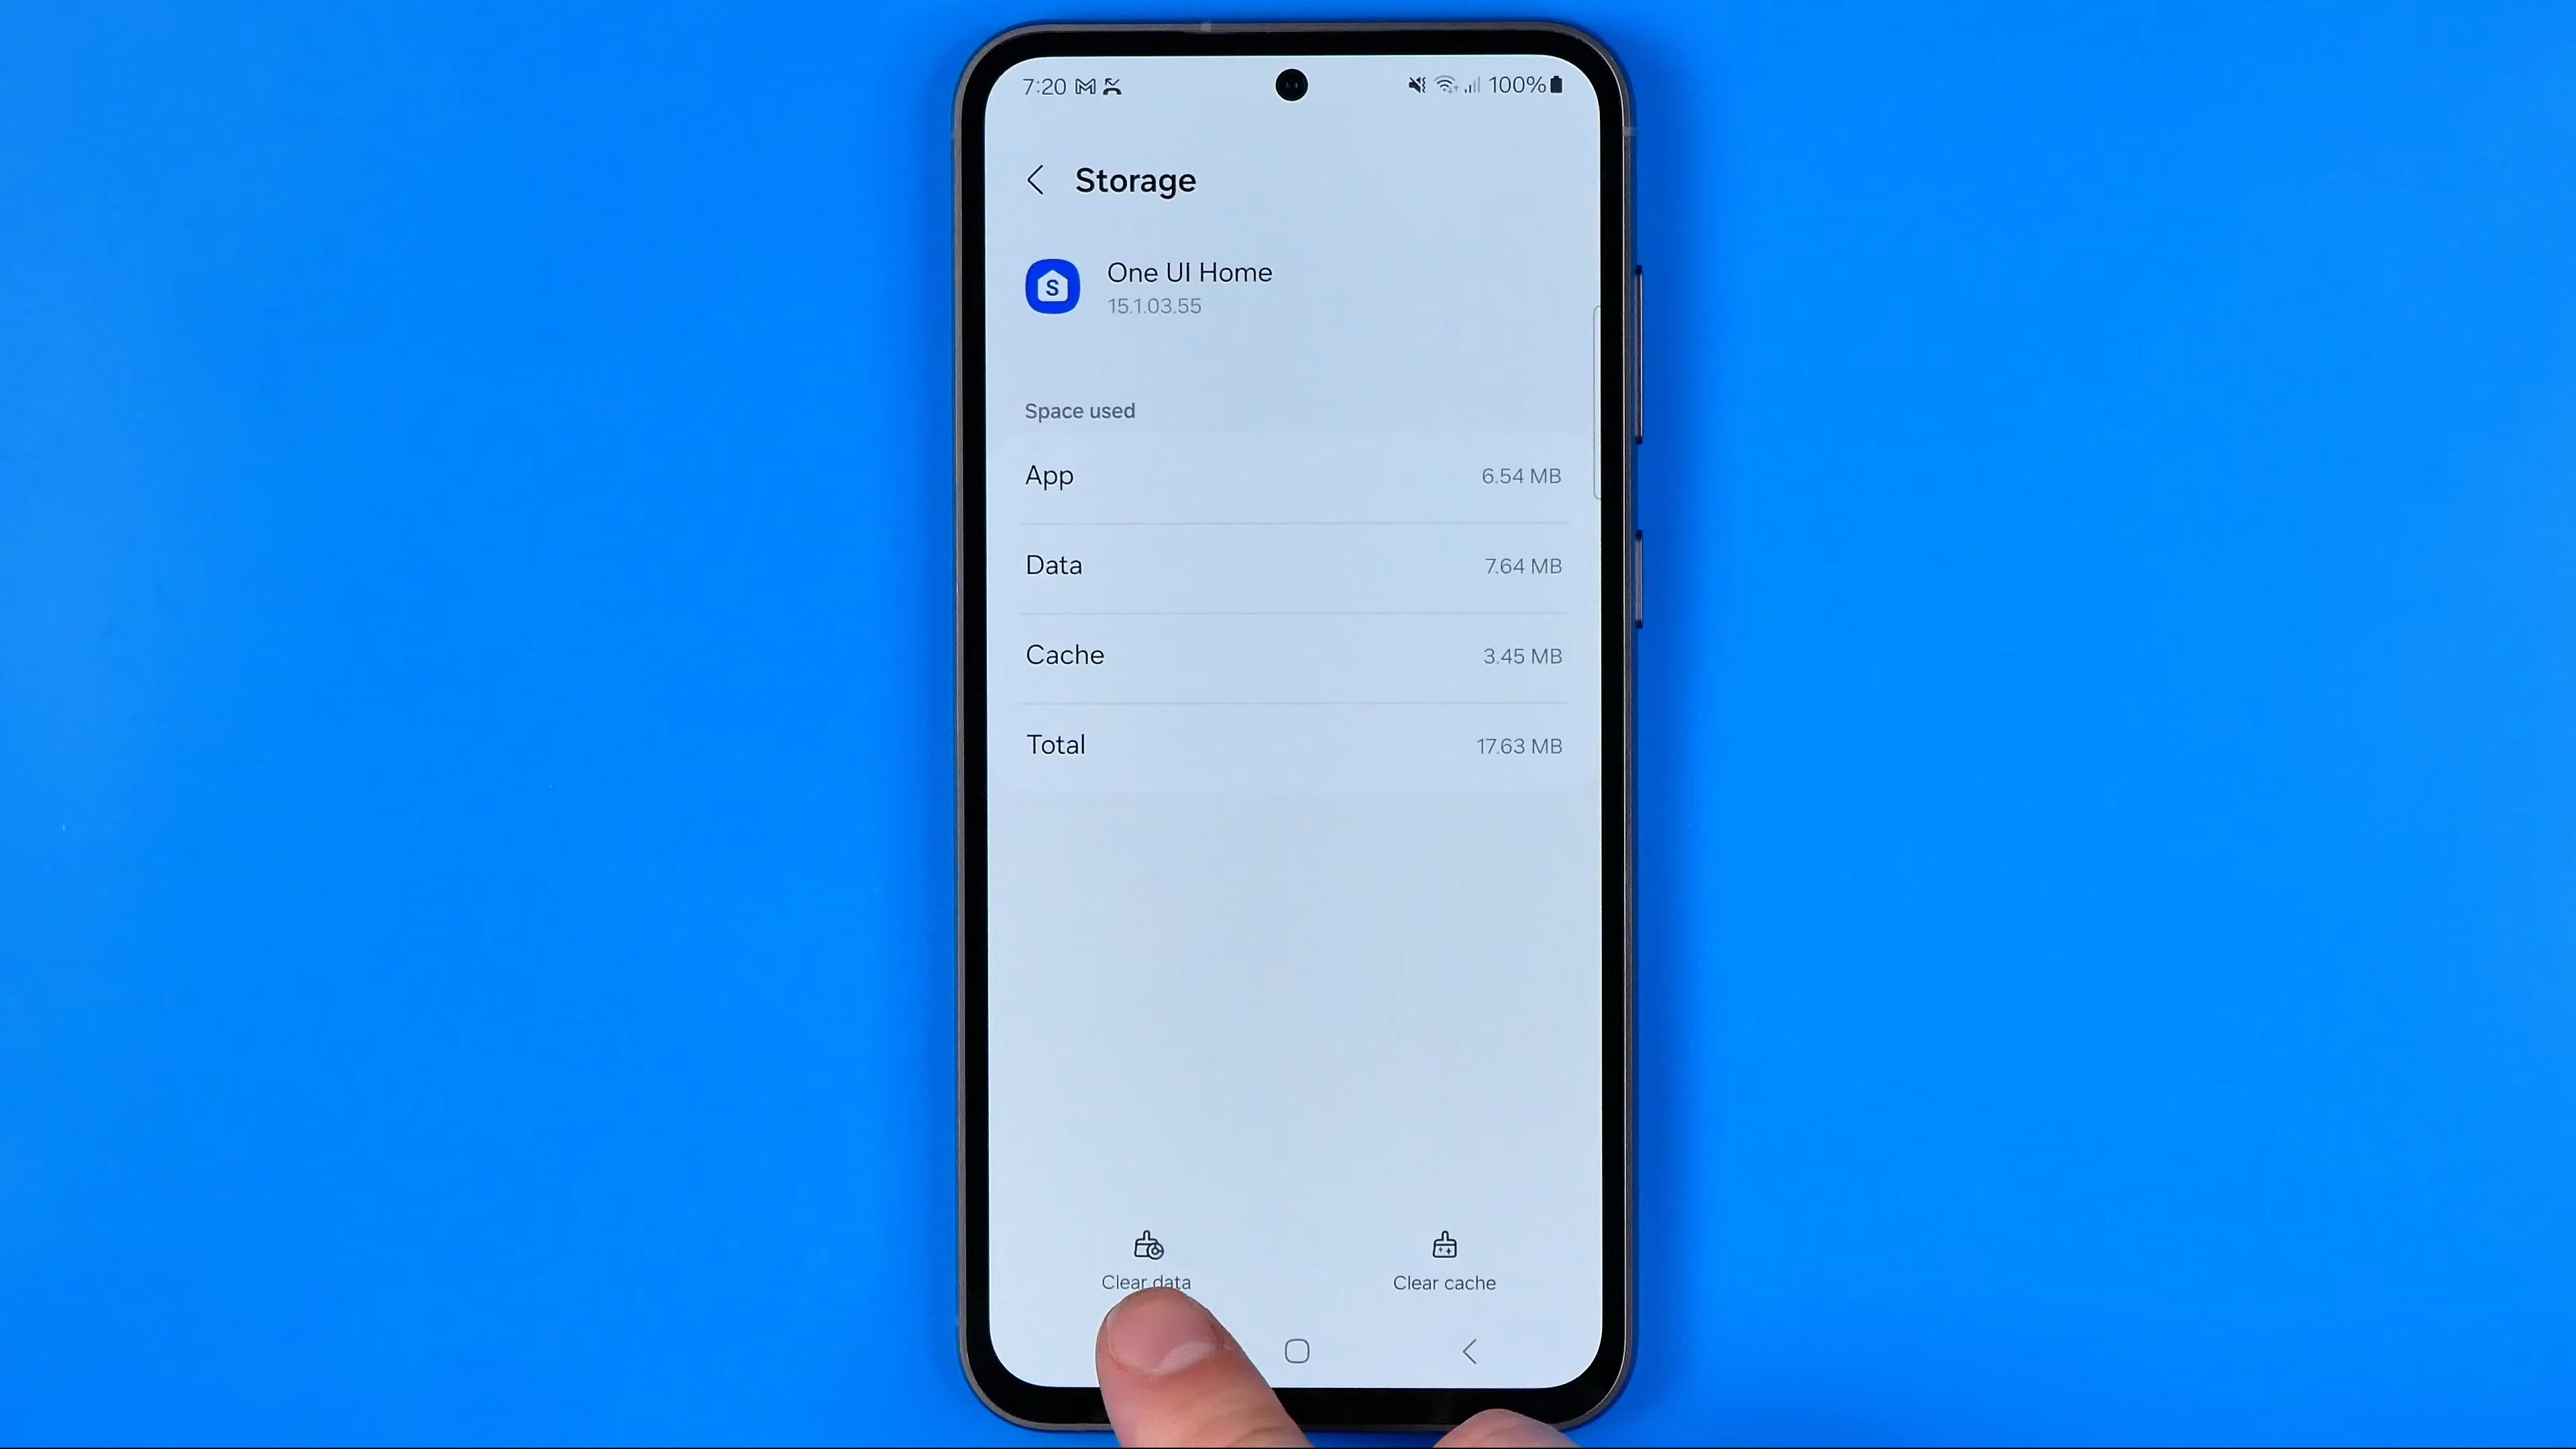 7:20 100%
Storage
S
One UI Home
15.1.03.55
Space used
App 6.54 MB
Data 7.64 MB
Cache 3.45 MB
Total 17.63 MB
Clear data Clear cache